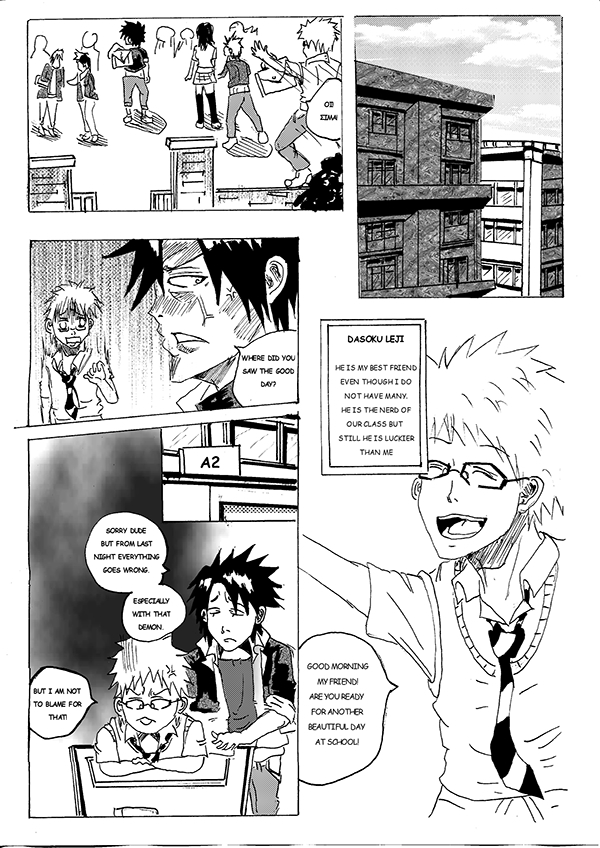 OII
IIMA!
DASOKU LEJI
HE IS MY BEST FRIEND
EVEN THOUGH I DO
NOT HAVE MANY.
HE IS THE NERD OF
OUR CLASS BUT
STILL HE IS LUCKIER
THAN ME
GOOD MORNING
MY FRIEND!
ARE YOU READY
FOR ANOTHER
BEAUTIFUL DAY
AT SCHOOL!
WHERE DID YOU
SAW THE GOOD
DAY?
A2
SORRY DUDE
BUT FROM LAST
NIGHT EVERYTHING
GOES WRONG.
ESPECIALLY
WITH THAT
DEMON.
BUT I AM NOT
TO BLAME FOR
THAT!